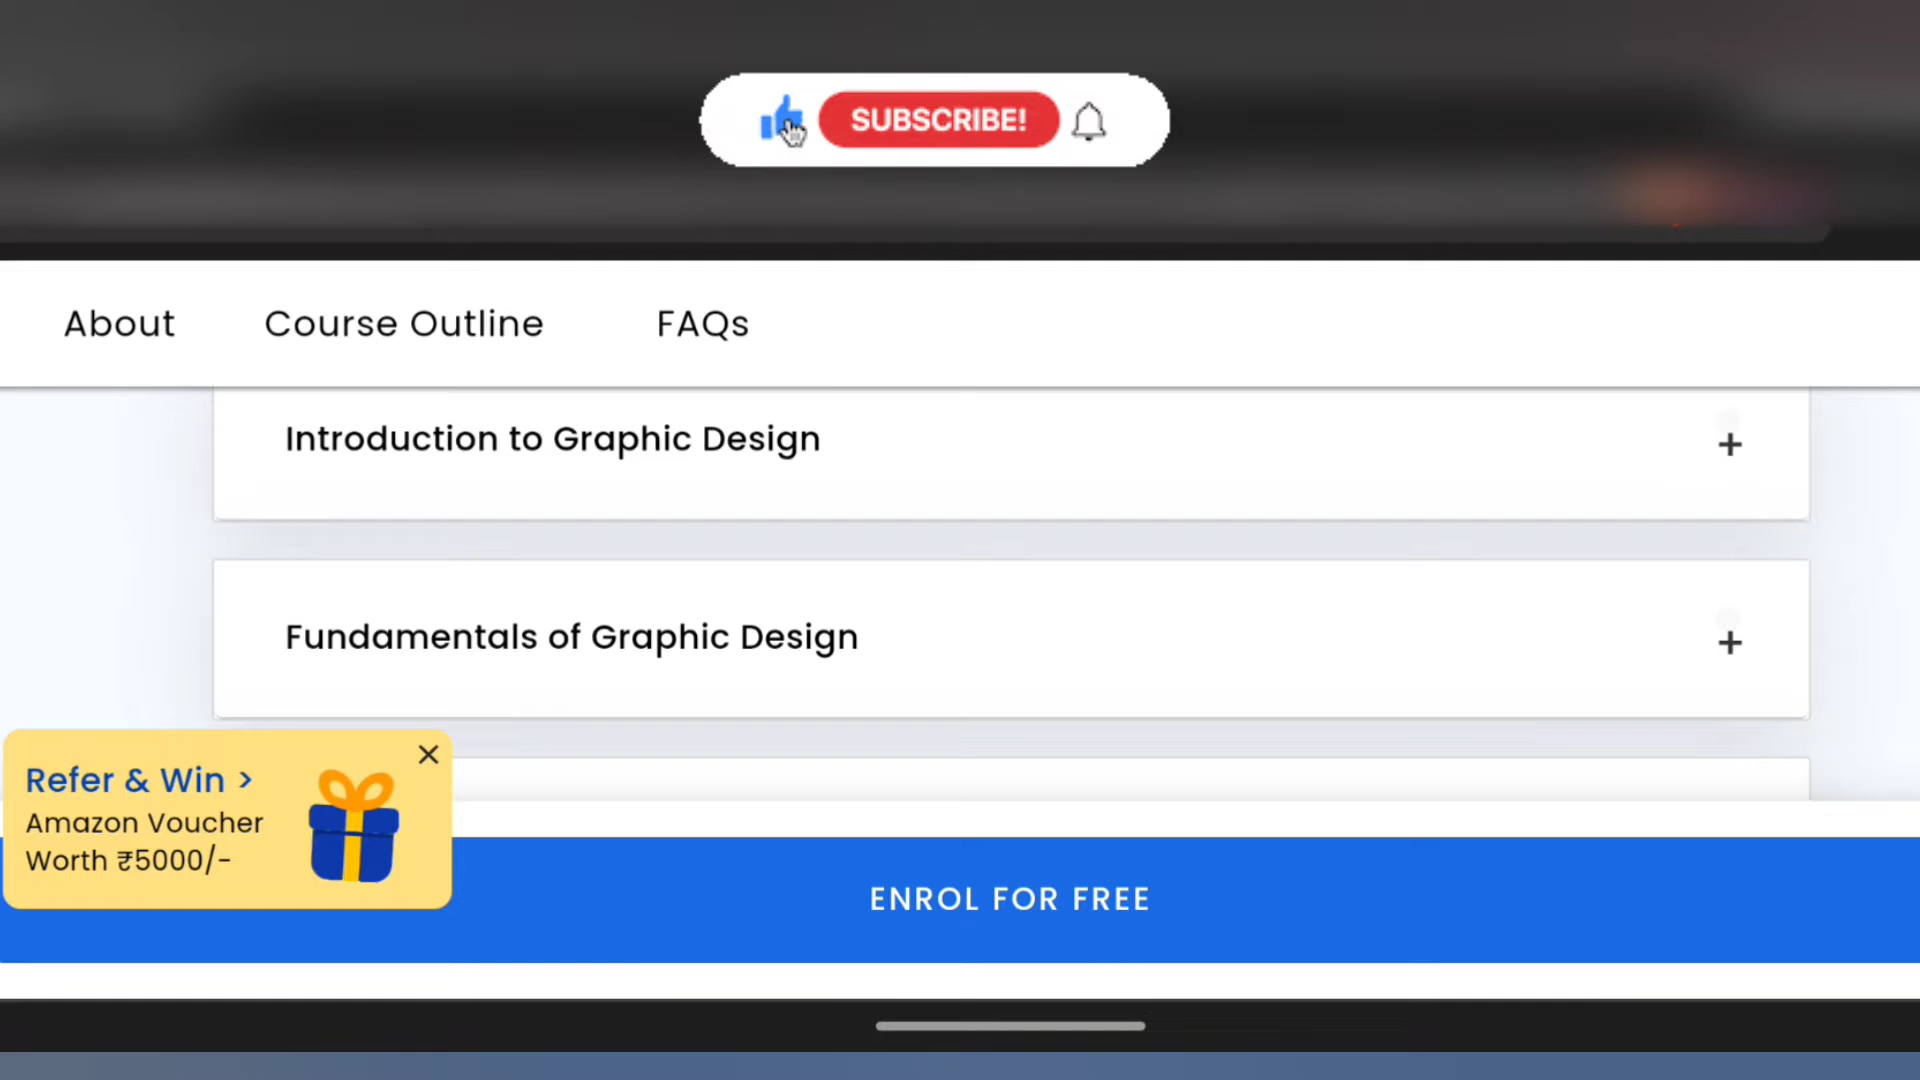 SUBSCRIBE!
About Course Outline FAQs
Introduction to Graphic Design +
Fundamentals of Graphic Design +
Refer & Win >
Amazon Voucher
Worth ₹5000/-
ENROL FOR FREE